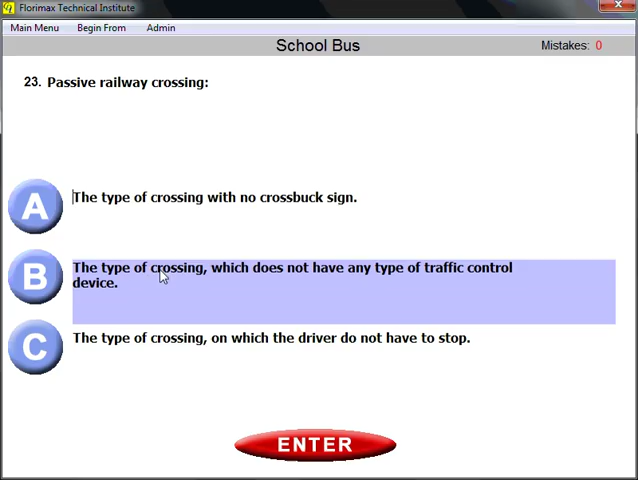 Florimax Technical Institute
Main Menu Begin From Admin
School Bus
Mistakes: 0
23. Passive railway crossing:
A
The type of crossing with no crossbuck sign.
B
The type of crossing, which does not have any type of traffic control
device.
C
The type of crossing, on which the driver do not have to stop.
ENTER